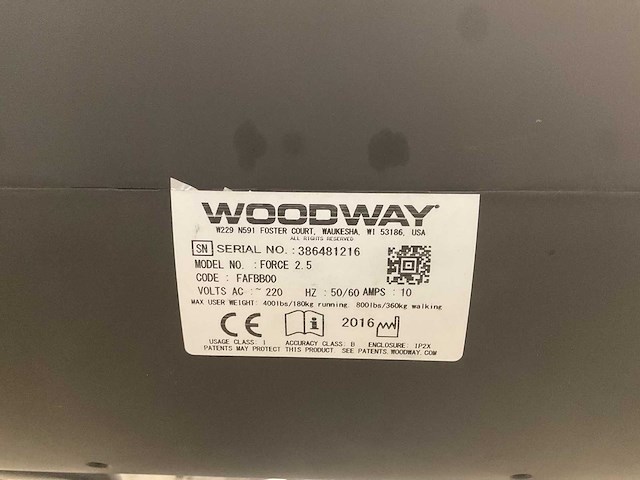 WOODWAY
W229 N591 FOSTER COURT, WAUKESHA, WI 53186, USA
ALL RIGHTS RESERVED
SN SERIAL NO.: 386481216
MODEL NO. : FORCE 2.5
CODE : FAFBB00
VOLTS AC : ~ 220 HZ : 50/60 AMPS : 10
MAX USER WEIGHT: 400lbs/180kg running. 800lbs/360kg walking
CE i 2016
USAGE CLASS: I ACCURACY CLASS: B ENCLOSURE: IP2X
PATENTS MAY PROTECT THIS PRODUCT. SEE PATENTS.WOODWAY.COM